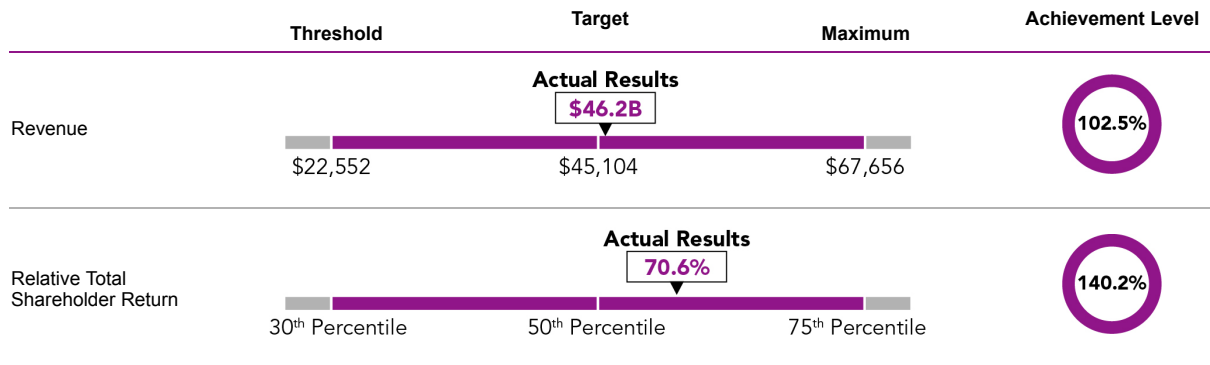 Threshold
Target
Maximum
Achievement Level
Revenue
Actual Results
$46.2B
$22,552
$45,104
$67,656
102.5%
Relative Total
Shareholder Return
Actual Results
70.6%
30th Percentile
50th Percentile
75th Percentile
140.2%